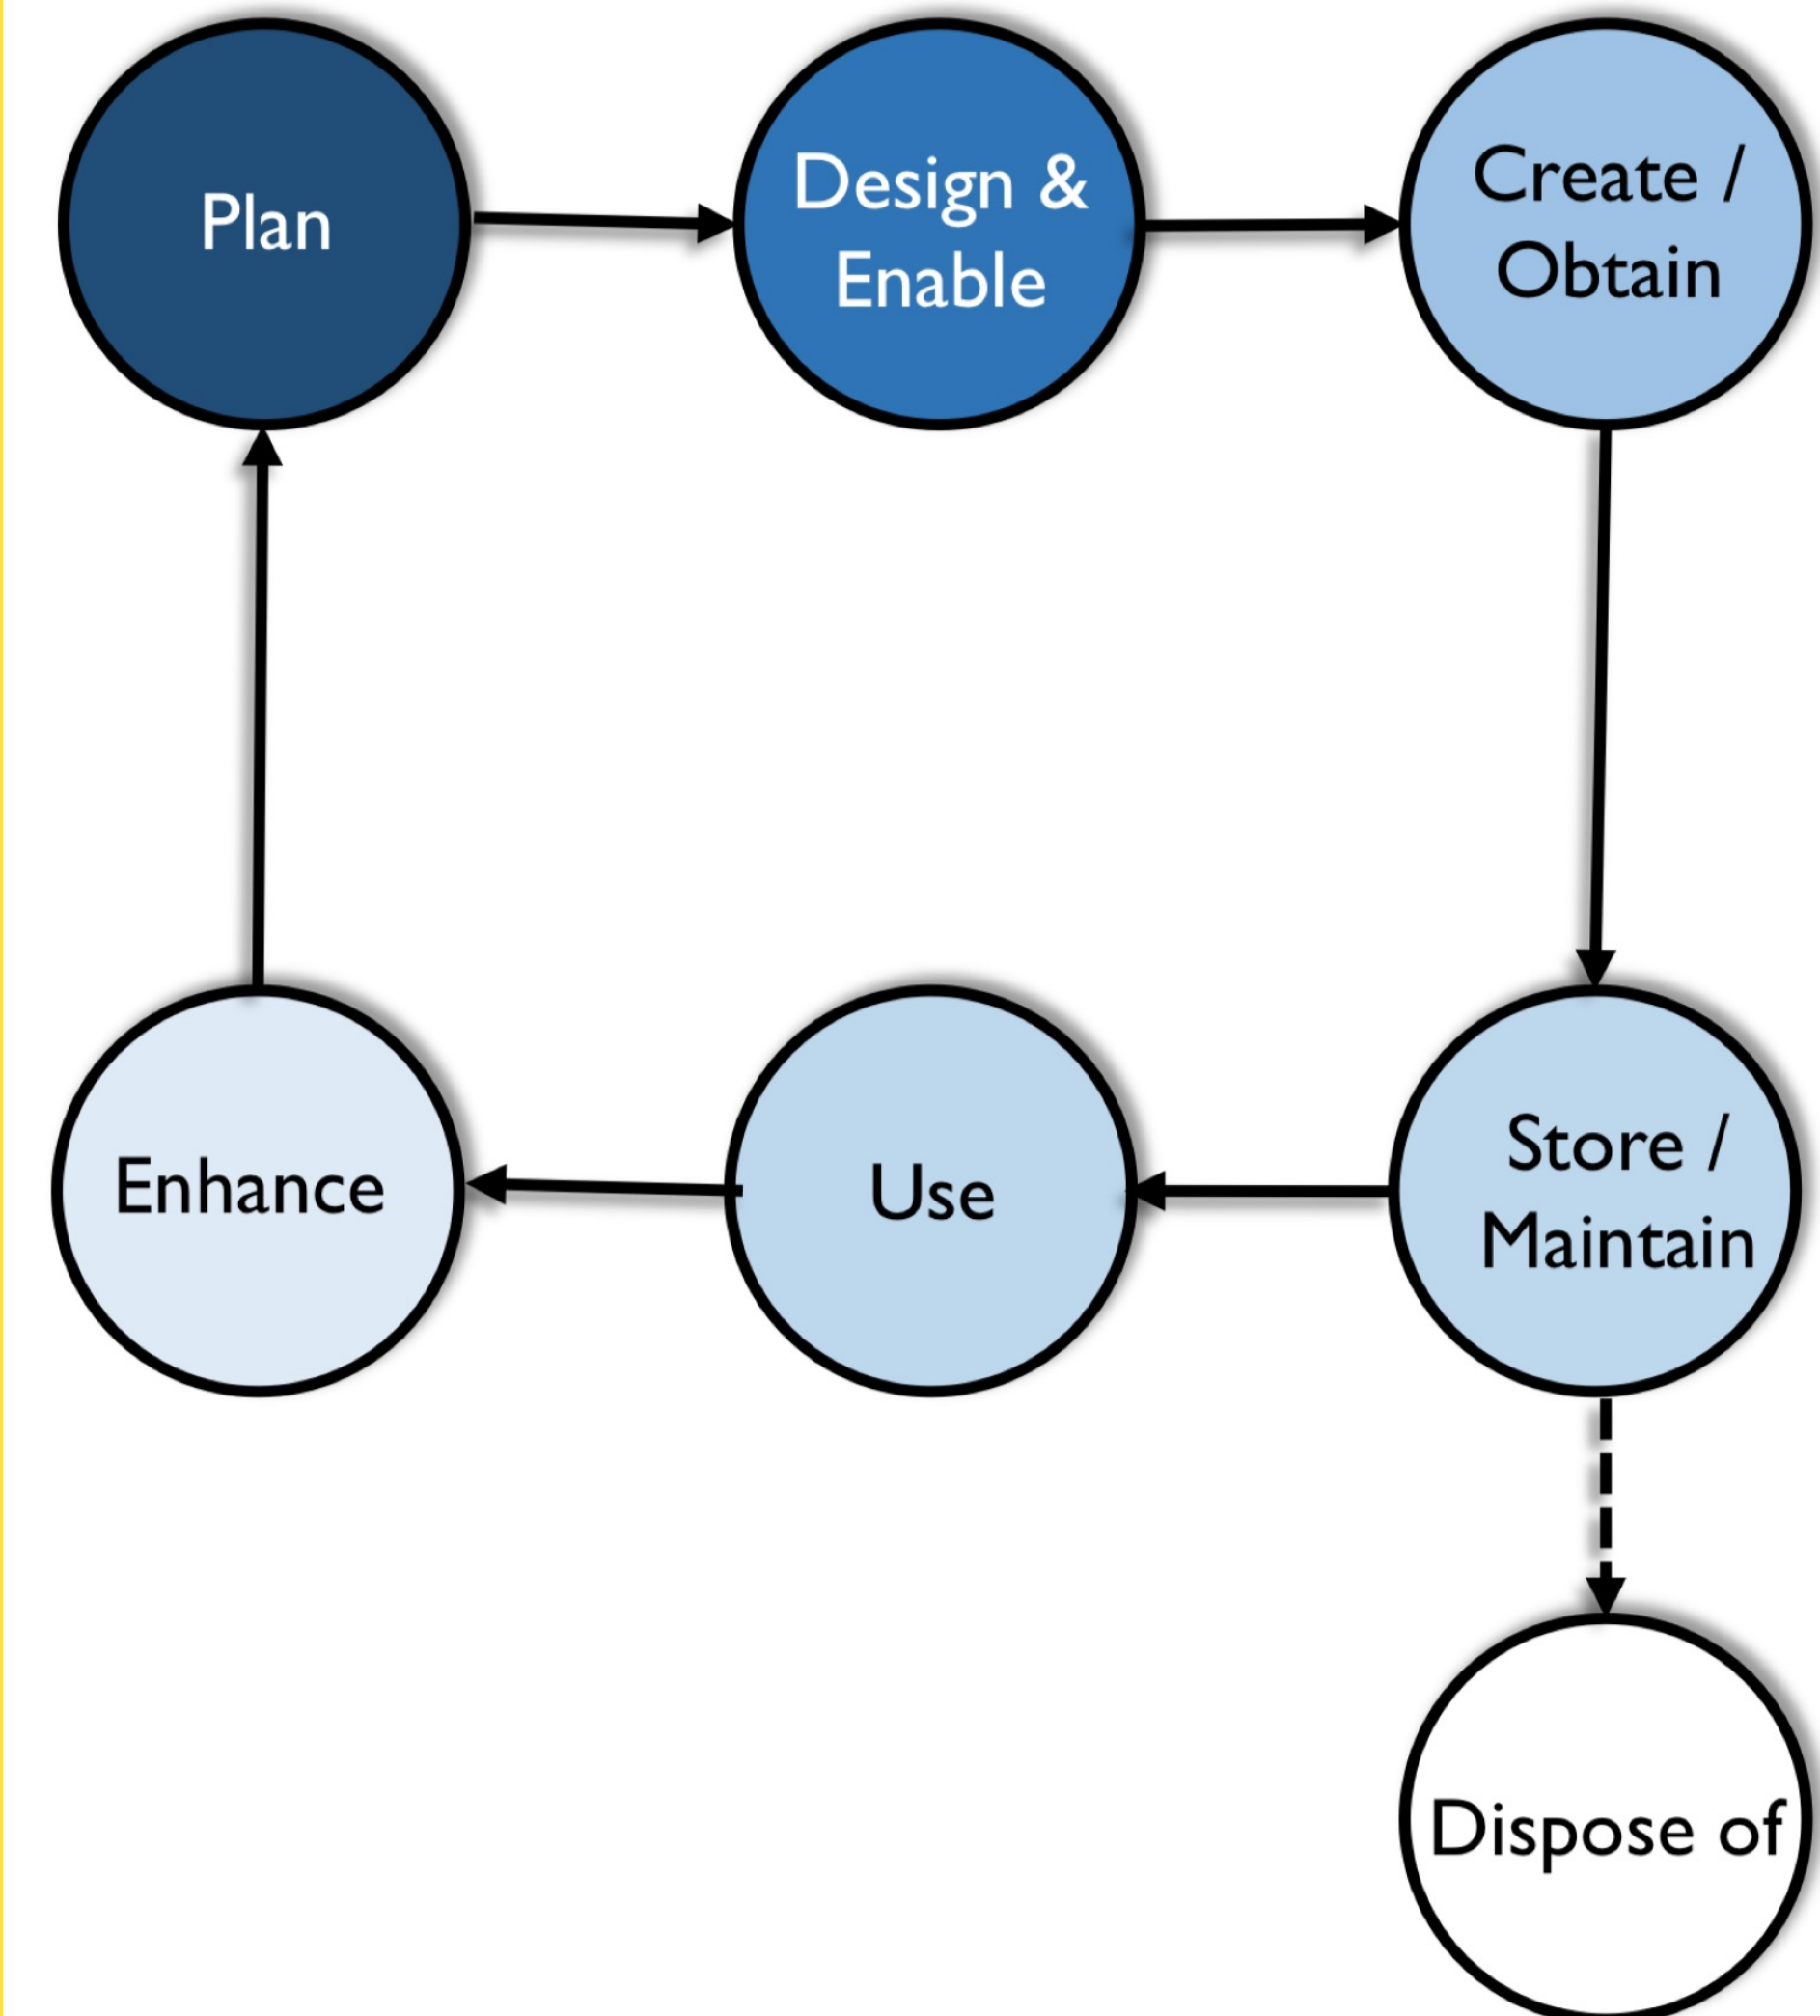 Plan
Design &
Enable
Create /
Obtain
Enhance
Use
Store /
Maintain
Dispose of